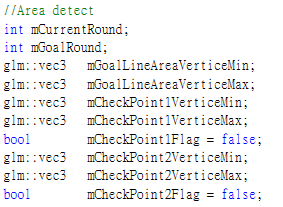 //Area detect
int mCurrentRound;
int mGoalRound;
glm::vec3 mGoalLineAreaVerticeMin;
glm::vec3 mGoalLineAreaVerticeMax;
glm::vec3 mCheckPoint1VerticeMin;
glm::vec3 mCheckPoint1VerticeMax;
bool mCheckPoint1Flag = false;
glm::vec3 mCheckPoint2VerticeMin;
glm::vec3 mCheckPoint2VerticeMax;
bool mCheckPoint2Flag = false;